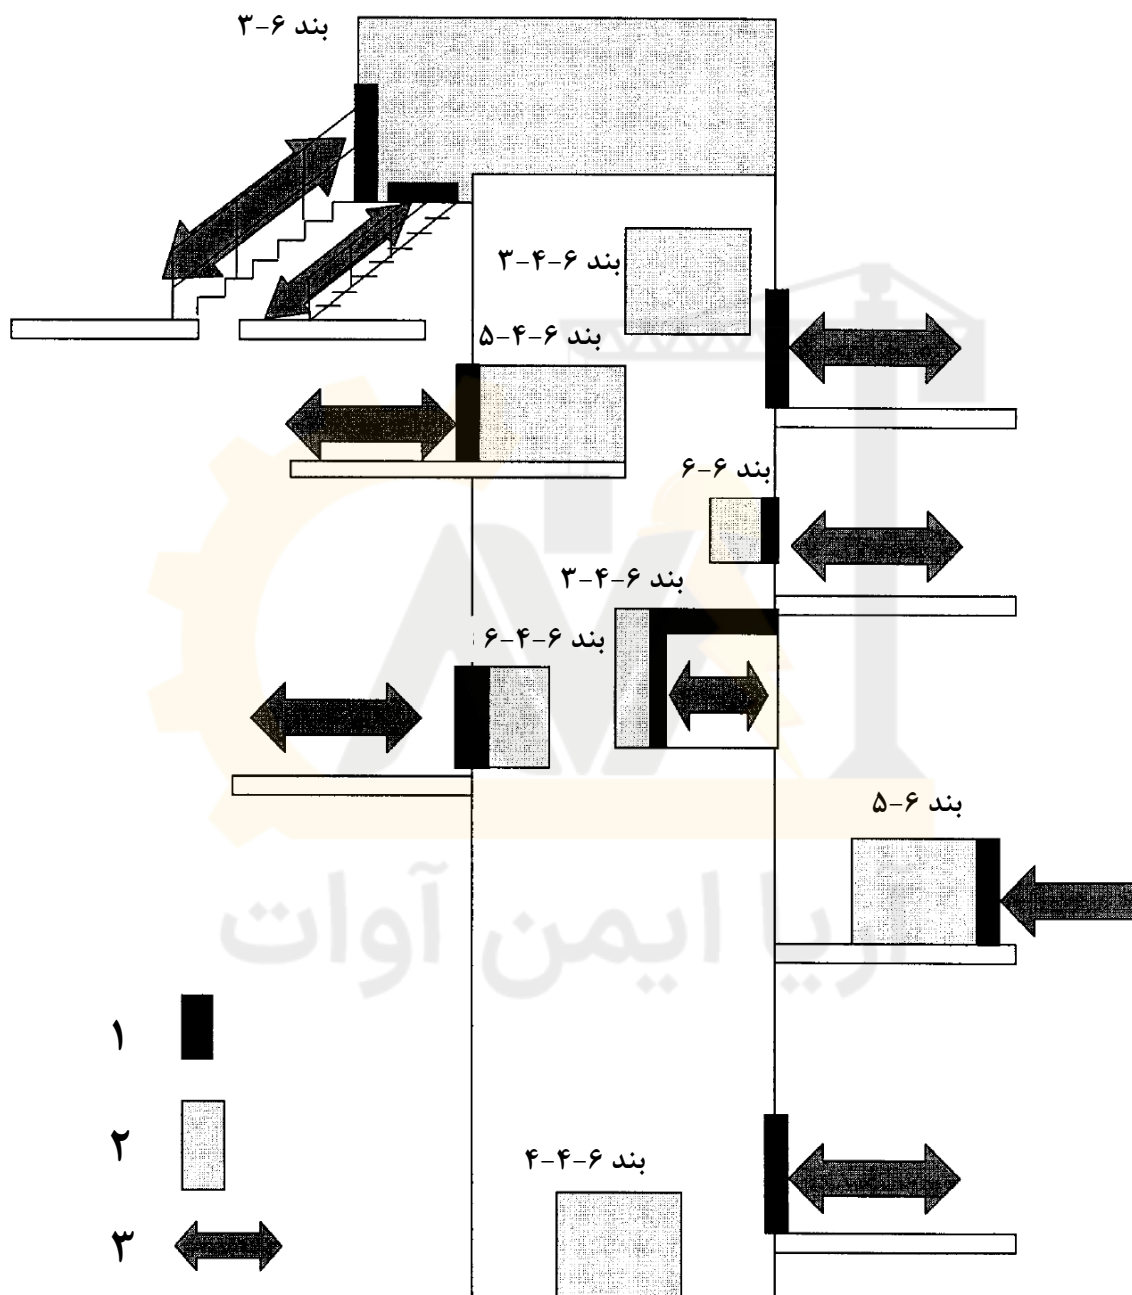 بند ۶-۳
بند ۶-۴-۳
بند ۶-۴-۵
بند ۶-۶
بند ۶-۴-۳
بند ۶-۴-۶
بند ۶-۵
آریا ایمن آوات
۱
۲
بند ۶-۴-۴
۳